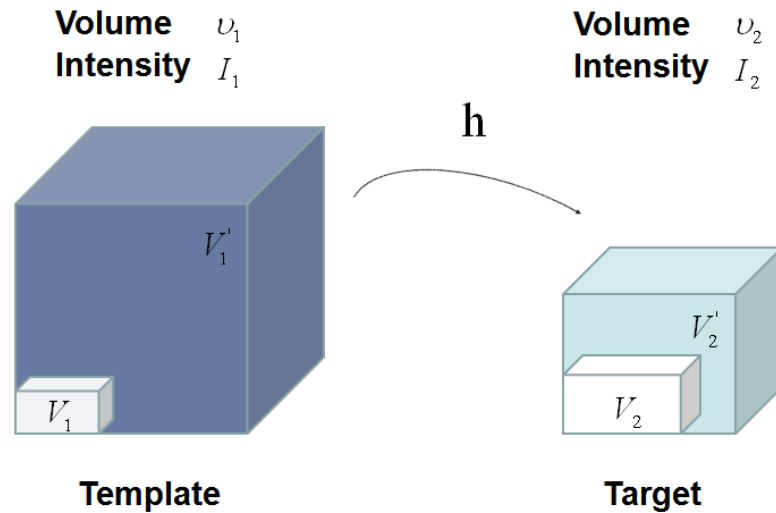 Volume υ₁
Intensity I₁
Volume υ₂
Intensity I₂
h
V₁'
V₂'
V₁
V₂
Template
Target